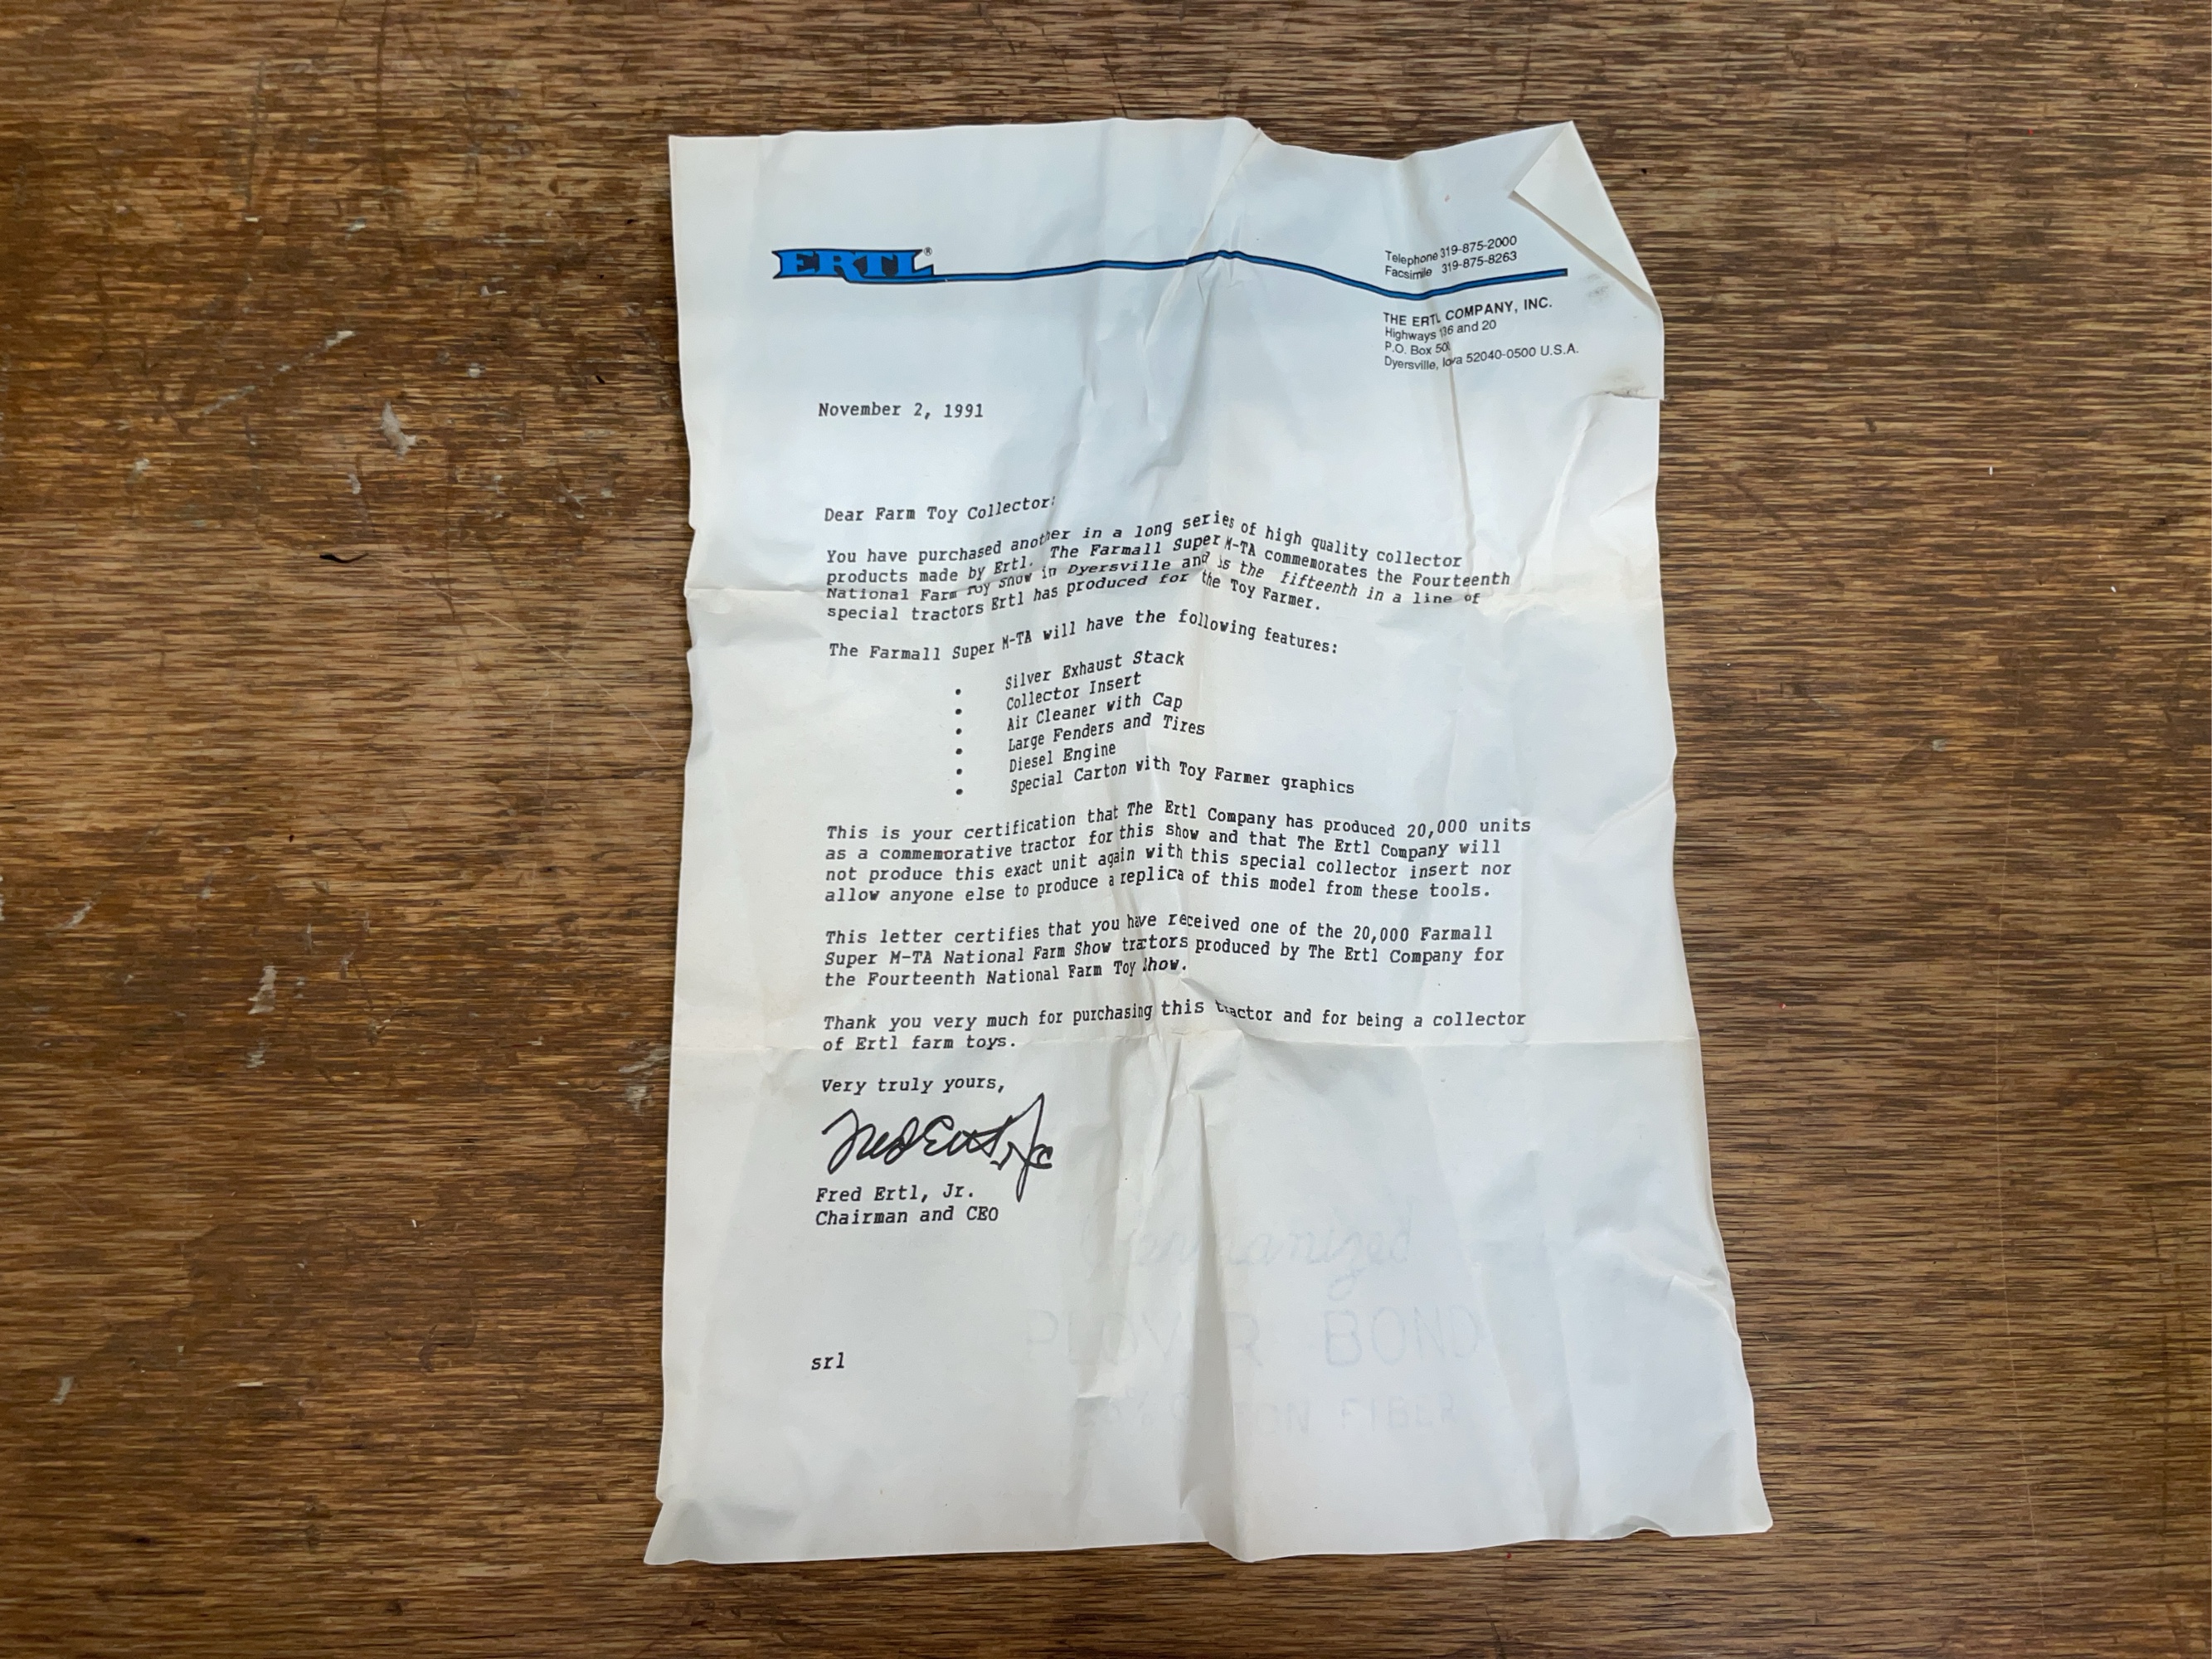 ERTL®
Telephone 319-875-2000
Facsimile 319-875-8263
THE ERTL COMPANY, INC.
Highways 136 and 20
P.O. Box
Dyersville, Iowa 52040-0500 U.S.A.
November 2, 1991
Dear Farm Toy Collector:
You have purchased another in a long series of high quality collector
products made by Ertl. The Farmall Super M-TA commemorates the Fourteenth
National Farm Toy Show in Dyersville and is the fifteenth in a line of
special tractors Ertl has produced for the Toy Farmer.
The Farmall Super M-TA will have the following features:
• Silver Exhaust Stack
• Collector Insert
• Air Cleaner with Cap
• Large Fenders and Tires
• Diesel Engine
• Special Carton with Toy Farmer graphics
This is your certification that The Ertl Company has produced 20,000 units
as a commemorative tractor for this show and that The Ertl Company will
not produce this exact unit again with this special collector insert nor
allow anyone else to produce a replica of this model from these tools.
This letter certifies that you have received one of the 20,000 Farmall
Super M-TA National Farm Show tractors produced by The Ertl Company for
the Fourteenth National Farm Toy Show.
Thank you very much for purchasing this tractor and for being a collector
of Ertl farm toys.
Very truly yours,
Fred Ertl, Jr.
Fred Ertl, Jr.
Chairman and CEO
srl
PLOVER BOND
COTTON FIBER